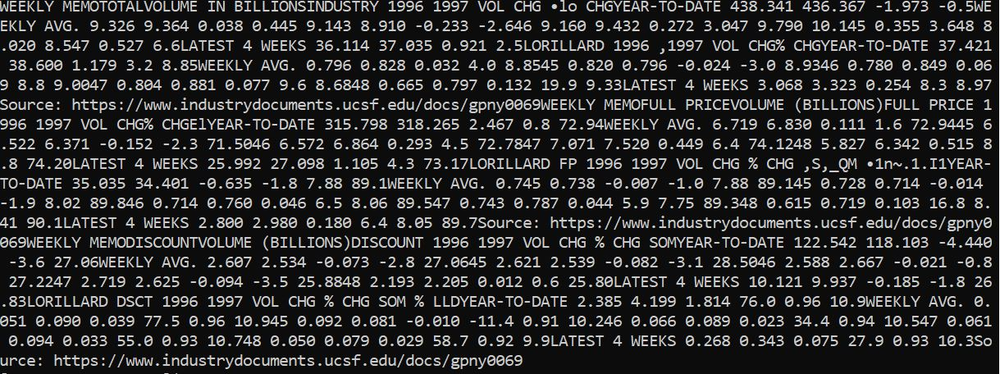 WEEKLY MEMOTOTALVOLUME IN BILLIONSINDUSTRY 1996 1997 VOL CHG •lo CHGYEAR-TO-DATE 438.341 436.367 -1.973 -0.5WE
EKLY AVG. 9.326 9.364 0.038 0.445 9.143 8.910 -0.233 -2.646 9.160 9.432 0.272 3.047 9.790 10.145 0.355 3.648 8
.020 8.547 0.527 6.6LATEST 4 WEEKS 36.114 37.035 0.921 2.5LORILLARD 1996 ,1997 VOL CHG% CHGYEAR-TO-DATE 37.421
 38.600 1.179 3.2 8.85WEEKLY AVG. 0.796 0.828 0.032 4.0 8.8545 0.820 0.796 -0.024 -3.0 8.9346 0.780 0.849 0.06
9 8.8 9.0047 0.804 0.881 0.077 9.6 8.6848 0.665 0.797 0.132 19.9 9.33LATEST 4 WEEKS 3.068 3.323 0.254 8.3 8.97
Source: https://www.industrydocuments.ucsf.edu/docs/gpny0069WEEKLY MEMOFULL PRICEVOLUME (BILLIONS)FULL PRICE 1
996 1997 VOL CHG% CHGElYEAR-TO-DATE 315.798 318.265 2.467 0.8 72.94WEEKLY AVG. 6.719 6.830 0.111 1.6 72.9445 6
.522 6.371 -0.152 -2.3 71.5046 6.572 6.864 0.293 4.5 72.7847 7.071 7.520 0.449 6.4 74.1248 5.827 6.342 0.515 8
.8 74.20LATEST 4 WEEKS 25.992 27.098 1.105 4.3 73.17LORILLARD FP 1996 1997 VOL CHG % CHG ,S,_QM •1n~.1.I1YEAR-
TO-DATE 35.035 34.401 -0.635 -1.8 7.88 89.1WEEKLY AVG. 0.745 0.738 -0.007 -1.0 7.88 89.145 0.728 0.714 -0.014
-1.9 8.02 89.846 0.714 0.760 0.046 6.5 8.06 89.547 0.743 0.787 0.044 5.9 7.75 89.348 0.615 0.719 0.103 16.8 8.
41 90.1LATEST 4 WEEKS 2.800 2.980 0.180 6.4 8.05 89.7Source: https://www.industrydocuments.ucsf.edu/docs/gpny0
069WEEKLY MEMODISCOUNTVOLUME (BILLIONS)DISCOUNT 1996 1997 VOL CHG % CHG SOMYEAR-TO-DATE 122.542 118.103 -4.440
 -3.6 27.06WEEKLY AVG. 2.607 2.534 -0.073 -2.8 27.0645 2.621 2.539 -0.082 -3.1 28.5046 2.588 2.667 -0.021 -0.8
 27.2247 2.719 2.625 -0.094 -3.5 25.8848 2.193 2.205 0.012 0.6 25.80LATEST 4 WEEKS 10.121 9.937 -0.185 -1.8 26
.83LORILLARD DSCT 1996 1997 VOL CHG % CHG SOM % LLDYEAR-TO-DATE 2.385 4.199 1.814 76.0 0.96 10.9WEEKLY AVG. 0.
051 0.090 0.039 77.5 0.96 10.945 0.092 0.081 -0.010 -11.4 0.91 10.246 0.066 0.089 0.023 34.4 0.94 10.547 0.061
 0.094 0.033 55.0 0.93 10.748 0.050 0.079 0.029 58.7 0.92 9.9LATEST 4 WEEKS 0.268 0.343 0.075 27.9 0.93 10.3So
urce: https://www.industrydocuments.ucsf.edu/docs/gpny0069